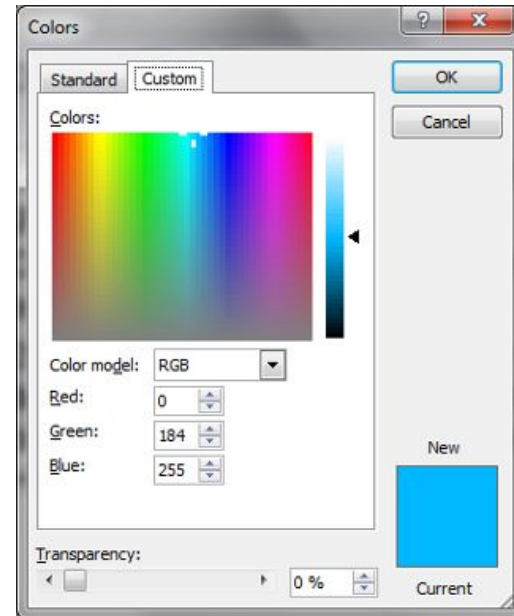 Colors
?
Standard
Custom
OK
Cancel
Colors:
Color model: RGB
Red: 0
Green: 184
Blue: 255
New
Current
Transparency:
0 %